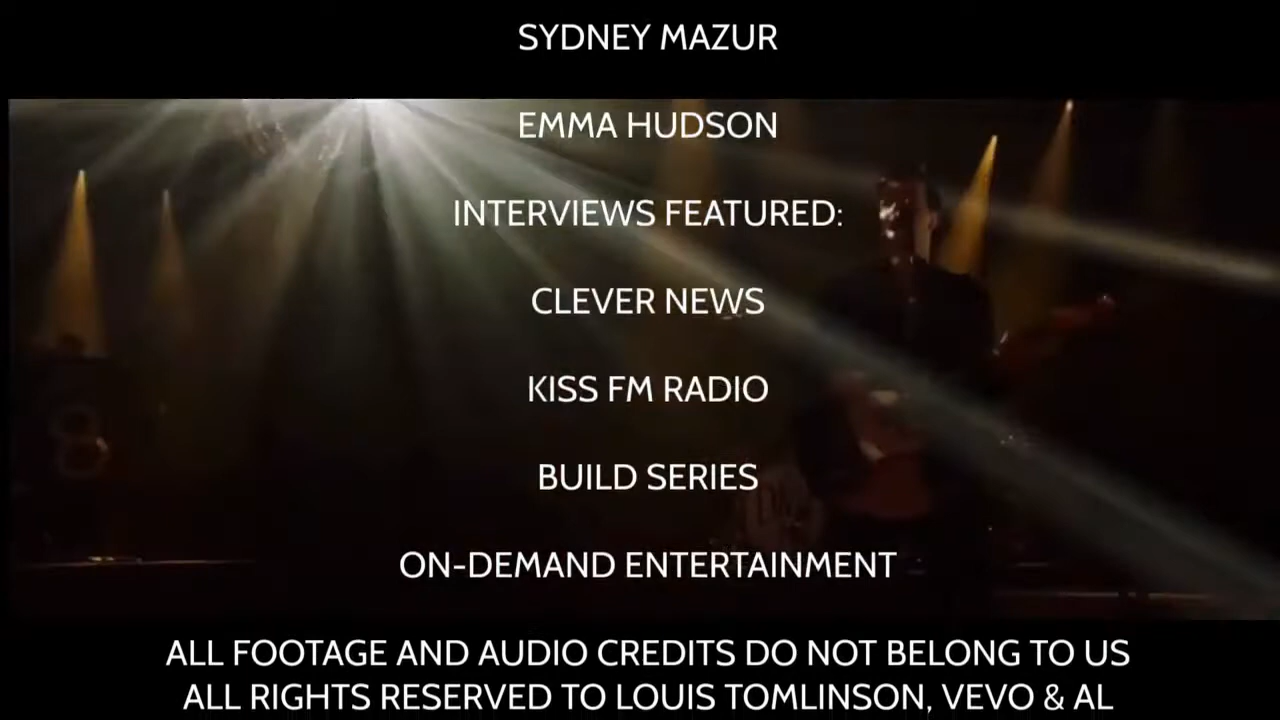 SYDNEY MAZUR
EMMA HUDSON
INTERVIEWS FEATURED:
CLEVER NEWS
KISS FM RADIO
BUILD SERIES
ON-DEMAND ENTERTAINMENT
ALL FOOTAGE AND AUDIO CREDITS DO NOT BELONG TO US
ALL RIGHTS RESERVED TO LOUIS TOMLINSON, VEVO & AL